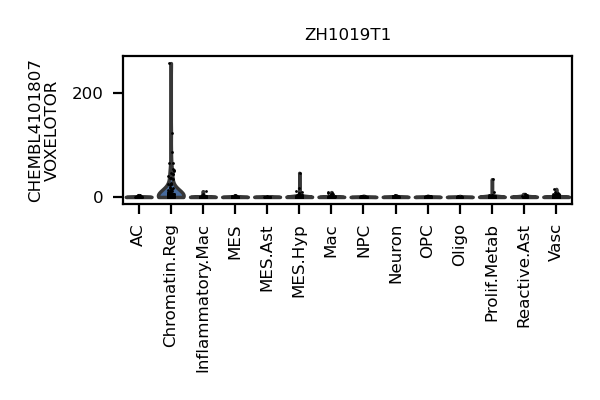 ZH1019T1
CHEMBL4101807
VOXELOTOR
200
0
AC
Chromatin.Reg
Inflammatory.Mac
MES
MES.Ast
MES.Hyp
Mac
NPC
Neuron
OPC
Oligo
Prolif.Metab
Reactive.Ast
Vasc